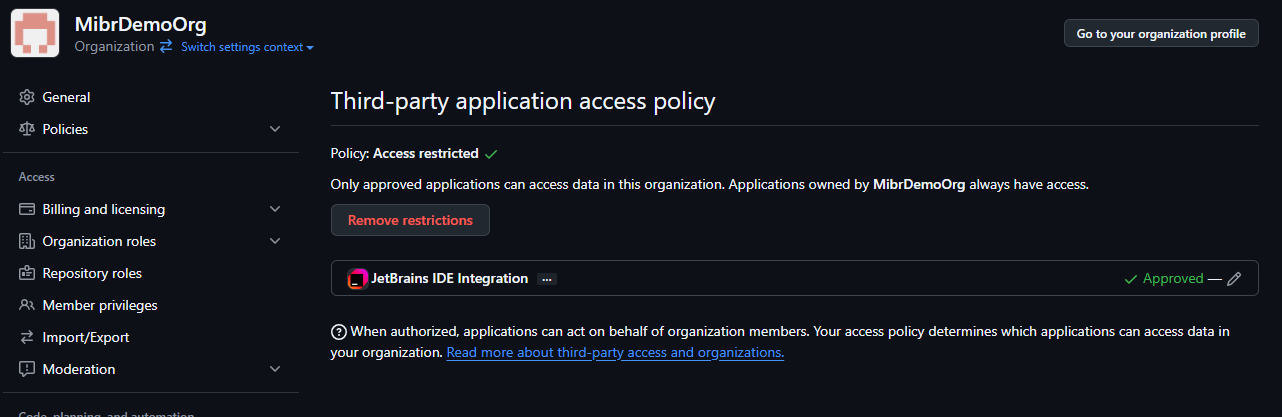 MibrDemoOrg
Organization Switch settings context
Go to your organization profile
General
Policies
Access
Billing and licensing
Organization roles
Repository roles
Member privileges
Import/Export
Moderation
Code, planning, and automation
Third-party application access policy
Policy: Access restricted
Only approved applications can access data in this organization. Applications owned by MibrDemoOrg always have access.
Remove restrictions
JetBrains IDE Integration ...
Approved —
When authorized, applications can act on behalf of organization members. Your access policy determines which applications can access data in
your organization. Read more about third-party access and organizations.